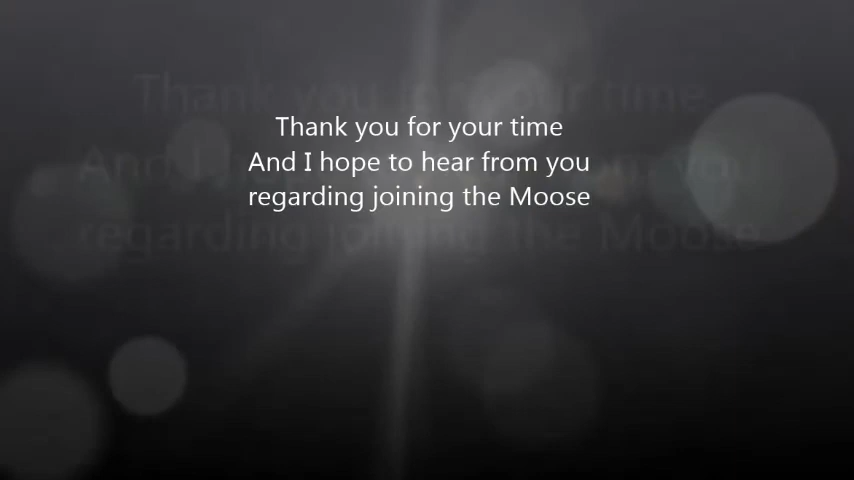 Thank you for your time
And I hope to hear from you
regarding joining the Moose